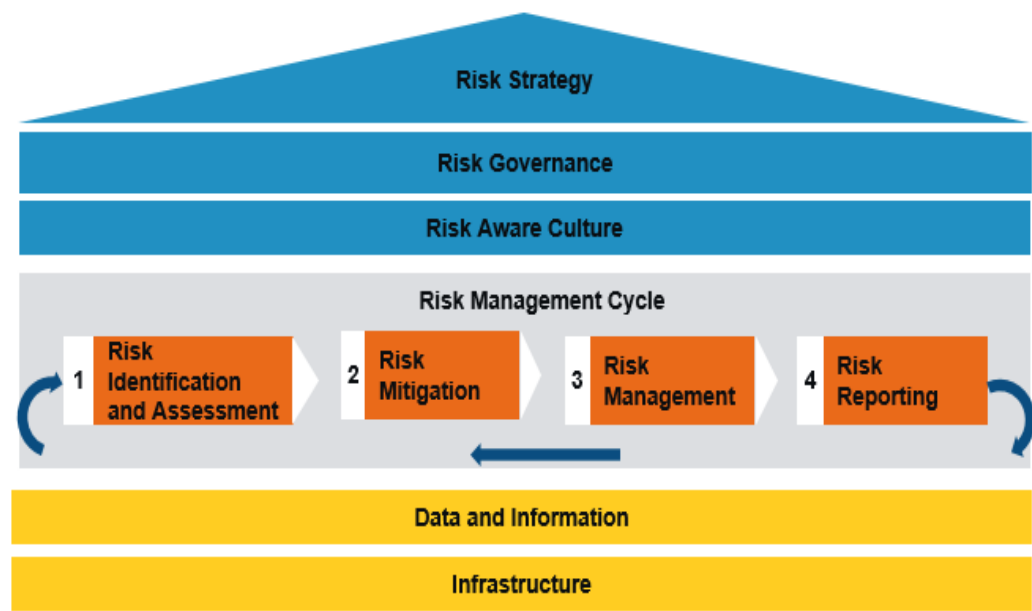 Risk Strategy
Risk Governance
Risk Aware Culture
Risk Management Cycle
1
Risk
Identification
and Assessment
2
Risk
Mitigation
3
Risk
Management
4
Risk
Reporting
Data and Information
Infrastructure